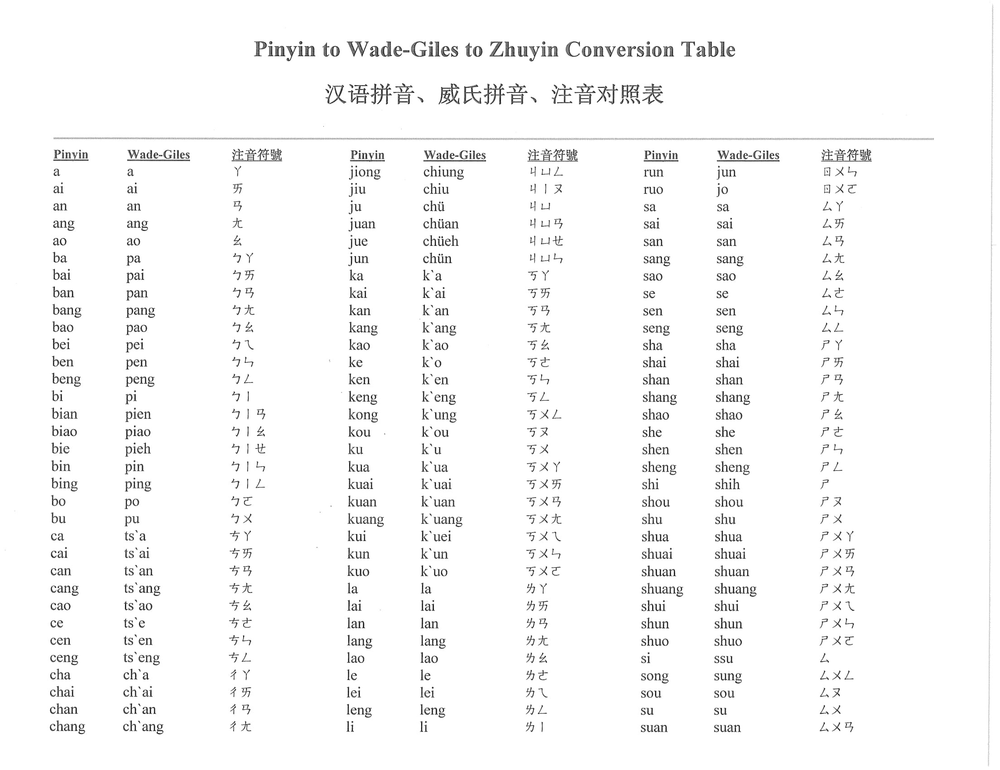 Pinyin to Wade-Giles to Zhuyin Conversion Table
汉语拼音、威氏拼音、注音对照表
Pinyin Wade-Giles 注音符號 Pinyin Wade-Giles 注音符號 Pinyin Wade-Giles 注音符號
a a ㄚ jiong chiung ㄐㄩㄥ run jun ㄖㄨㄣ
ai ai ㄞ jiu chiu ㄐㄧㄡ ruo jo ㄖㄨㄛ
an an ㄢ ju chü ㄐㄩ sa sa ㄙㄚ
ang ang ㄤ juan chüan ㄐㄩㄢ sai sai ㄙㄞ
ao ao ㄠ jue chüeh ㄐㄩㄝ san san ㄙㄢ
ba pa ㄅㄚ jun chün ㄐㄩㄣ sang sang ㄙㄤ
bai pai ㄅㄞ ka k`a ㄎㄚ sao sao ㄙㄠ
ban pan ㄅㄢ kai k`ai ㄎㄞ se se ㄙㄜ
bang pang ㄅㄤ kan k`an ㄎㄢ sen sen ㄙㄣ
bao pao ㄅㄠ kang k`ang ㄎㄤ seng seng ㄙㄥ
bei pei ㄅㄟ kao k`ao ㄎㄠ sha sha ㄕㄚ
ben pen ㄅㄣ ke k`o ㄎㄜ shai shai ㄕㄞ
beng peng ㄅㄥ ken k`en ㄎㄣ shan shan ㄕㄢ
bi pi ㄅㄧ keng k`eng ㄎㄥ shang shang ㄕㄤ
bian pien ㄅㄧㄢ kong k`ung ㄎㄨㄥ shao shao ㄕㄠ
biao piao ㄅㄧㄠ kou k`ou ㄎㄡ she she ㄕㄜ
bie pieh ㄅㄧㄝ ku k`u ㄎㄨ shen shen ㄕㄣ
bin pin ㄅㄧㄣ kua k`ua ㄎㄨㄚ sheng sheng ㄕㄥ
bing ping ㄅㄧㄥ kuai k`uai ㄎㄨㄞ shi shih ㄕ
bo po ㄅㄛ kuan k`uan ㄎㄨㄢ shou shou ㄕㄡ
bu pu ㄅㄨ kuang k`uang ㄎㄨㄤ shu shu ㄕㄨ
ca ts`a ㄘㄚ kui k`uei ㄎㄨㄟ shua shua ㄕㄨㄚ
cai ts`ai ㄘㄞ kun k`un ㄎㄨㄣ shuai shuai ㄕㄨㄞ
can ts`an ㄘㄢ kuo k`uo ㄎㄨㄛ shuan shuan ㄕㄨㄢ
cang ts`ang ㄘㄤ la la ㄌㄚ shuang shuang ㄕㄨㄤ
cao ts`ao ㄘㄠ lai lai ㄌㄞ shui shui ㄕㄨㄟ
ce ts`e ㄘㄜ lan lan ㄌㄢ shun shun ㄕㄨㄣ
cen ts`en ㄘㄣ lang lang ㄌㄤ shuo shuo ㄕㄨㄛ
ceng ts`eng ㄘㄥ lao lao ㄌㄠ si ssu ㄙ
cha ch`a ㄔㄚ le le ㄌㄜ song sung ㄙㄨㄥ
chai ch`ai ㄔㄞ lei lei ㄌㄟ sou sou ㄙㄡ
chan ch`an ㄔㄢ leng leng ㄌㄥ su su ㄙㄨ
chang ch`ang ㄔㄤ li li ㄌㄧ suan suan ㄙㄨㄢ